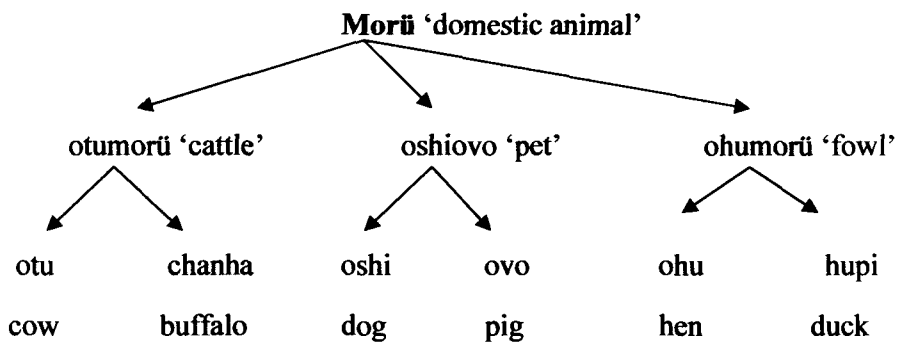 Morü ‘domestic animal’
otumorü ‘cattle’ oshiovo ‘pet’ ohumorü ‘fowl’
otu chanha oshi ovo ohu hupi
cow buffalo dog pig hen duck